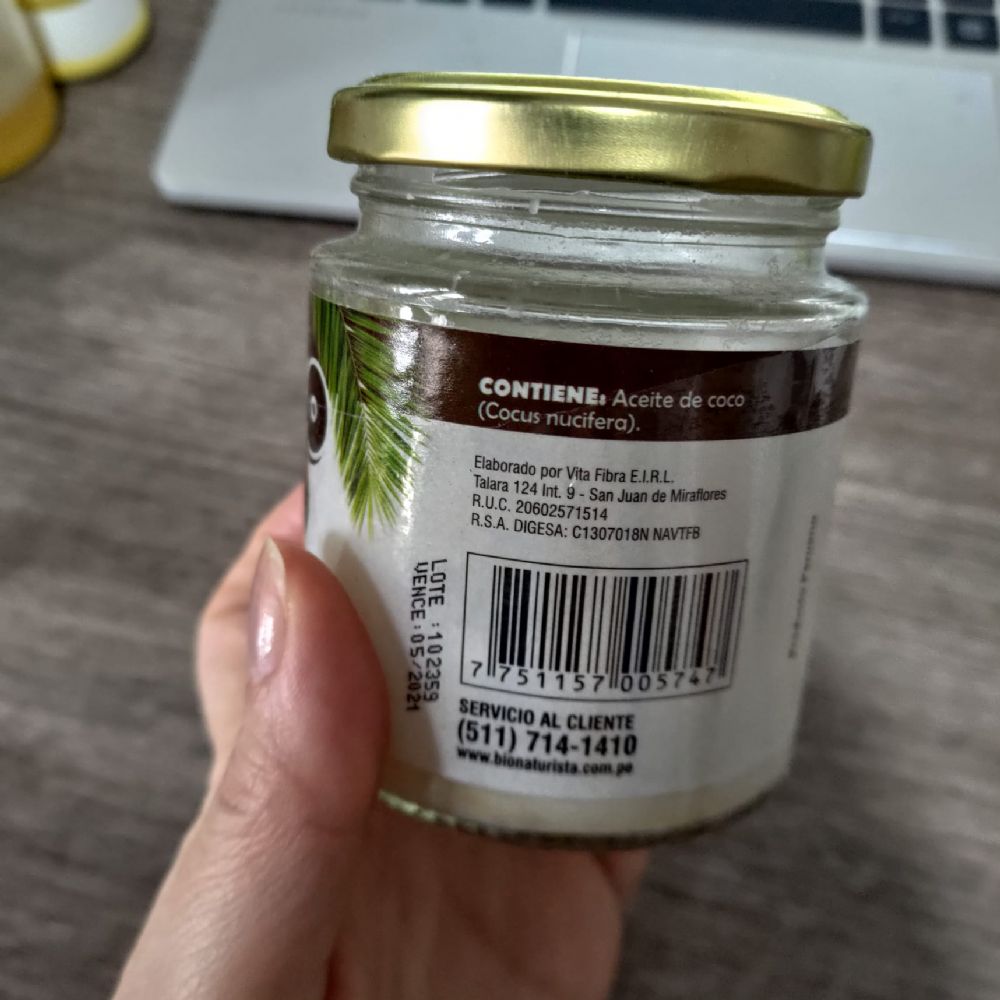 CONTIENE: Aceite de coco
(Cocus nucifera).
Elaborado por Vita Fibra E.I.R.L.
Talara 124 Int. 9 - San Juan de Miraflores
R.U.C. 20602571514
R.S.A. DIGESA: C1307018N NAVTFB
LOTE :102359
VENCE:05/2021
7 751157 005747
SERVICIO AL CLIENTE
(511) 714-1410
www.bionaturista.com.pe